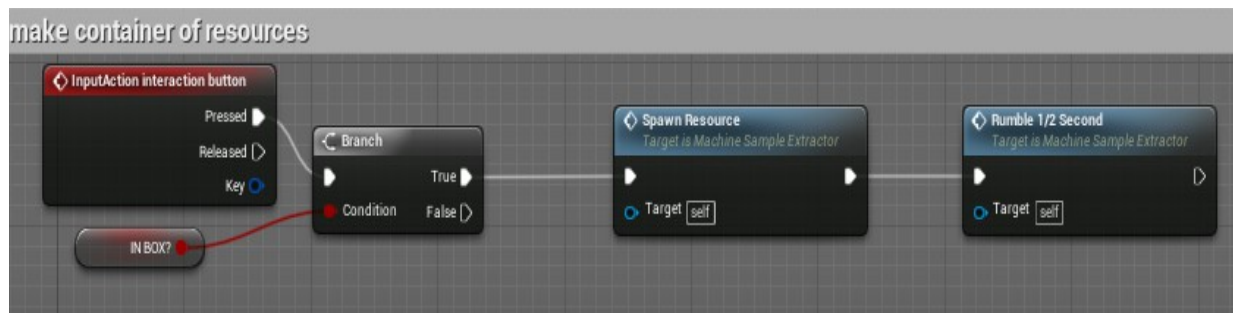 make container of resources
InputAction interaction button
Pressed
Released
Key
IN BOX?
Branch
True
Condition
False
Spawn Resource
Target is Machine Sample Extractor
Target self
Rumble 1/2 Second
Target is Machine Sample Extractor
Target self